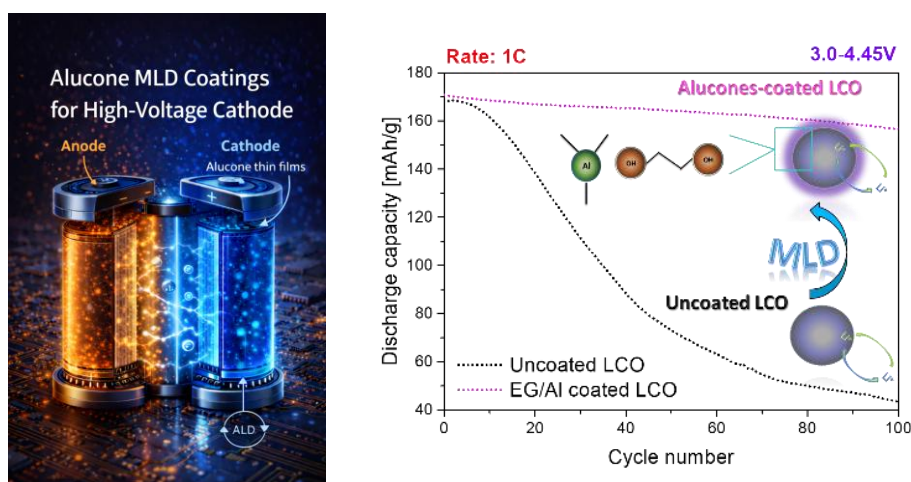 Alucone MLD Coatings
for High-Voltage Cathode
Anode
Cathode
Alucone thin films
-
+
ALD
Rate: 1C
3.0-4.45V
Discharge capacity [mAh/g]
180
160
140
120
100
80
60
40
0
20
40
60
80
100
Cycle number
Alucones-coated LCO
Al
OH
OH
MLD
Uncoated LCO
Uncoated LCO
EG/Al coated LCO